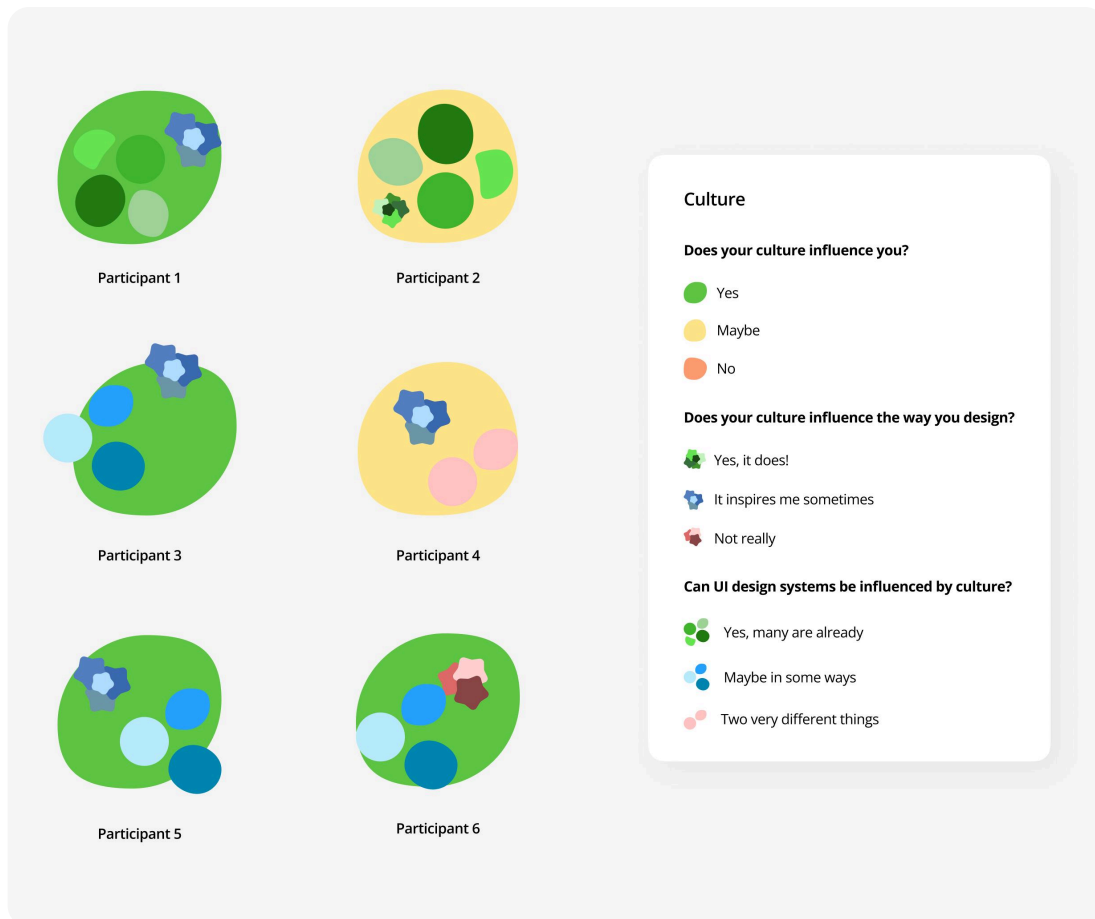 Participant 1
Participant 2
Participant 3
Participant 4
Participant 5
Participant 6
Culture
Does your culture influence you?
Yes
Maybe
No
Does your culture influence the way you design?
Yes, it does!
It inspires me sometimes
Not really
Can UI design systems be influenced by culture?
Yes, many are already
Maybe in some ways
Two very different things